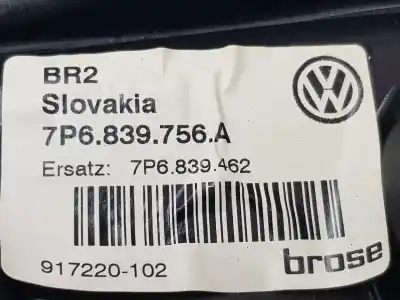 BR2
Slovakia
7P6.839.756.A
Ersatz: 7P6.839.462
917220-102
brose